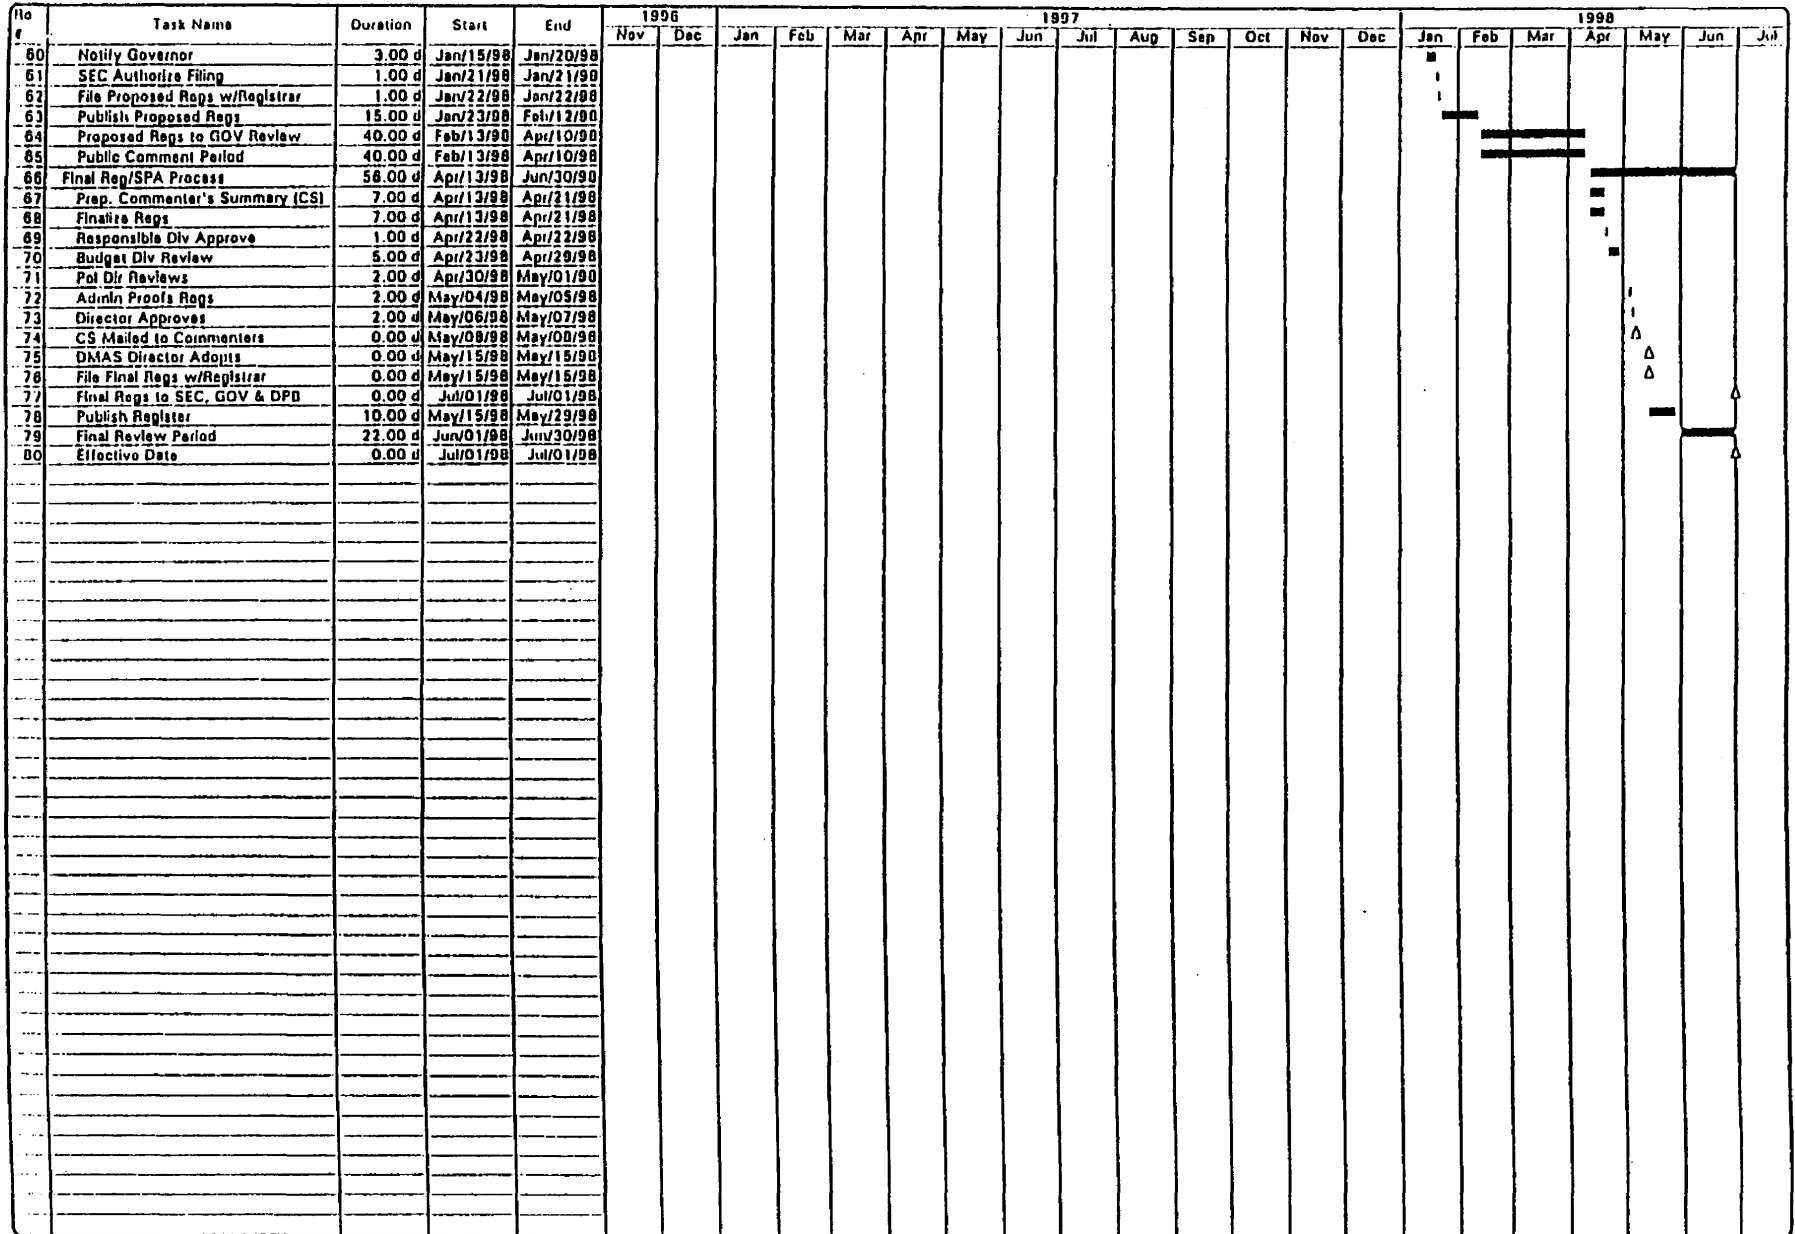 No # Task Name Duration Start End 1996 1997 1998
Nov Dec Jan Feb Mar Apr May Jun Jul Aug Sep Oct Nov Dec Jan Feb Mar Apr May Jun Jul
60 Notify Governor 3.00 d Jan/15/98 Jan/20/98
61 SEC Authorize Filing 1.00 d Jan/21/98 Jan/21/98
62 File Proposed Regs w/Registrar 1.00 d Jan/22/98 Jan/22/98
63 Publish Proposed Regs 15.00 d Jan/23/98 Feb/12/98
64 Proposed Regs to GOV Review 40.00 d Feb/13/98 Apr/10/98
65 Public Comment Period 40.00 d Feb/13/98 Apr/10/98
66 Final Reg/SPA Process 56.00 d Apr/13/98 Jun/30/98
67 Prep. Commenter's Summary (CS) 7.00 d Apr/13/98 Apr/21/98
68 Finalize Regs 7.00 d Apr/13/98 Apr/21/98
69 Responsible Div Approve 1.00 d Apr/22/98 Apr/22/98
70 Budget Div Review 5.00 d Apr/23/98 Apr/29/98
71 Pol Dir Reviews 2.00 d Apr/30/98 May/01/98
72 Admin Proofs Regs 2.00 d May/04/98 May/05/98
73 Director Approves 2.00 d May/06/98 May/07/98
74 CS Mailed to Commenters 0.00 d May/08/98 May/08/98
75 DMAS Director Adopts 0.00 d May/15/98 May/15/98
76 File Final Regs w/Registrar 0.00 d May/15/98 May/15/98
77 Final Regs to SEC, GOV & DPB 0.00 d Jul/01/98 Jul/01/98
78 Publish Register 10.00 d May/15/98 May/29/98
79 Final Review Period 22.00 d Jun/01/98 Jun/30/98
80 Effective Date 0.00 d Jul/01/98 Jul/01/98